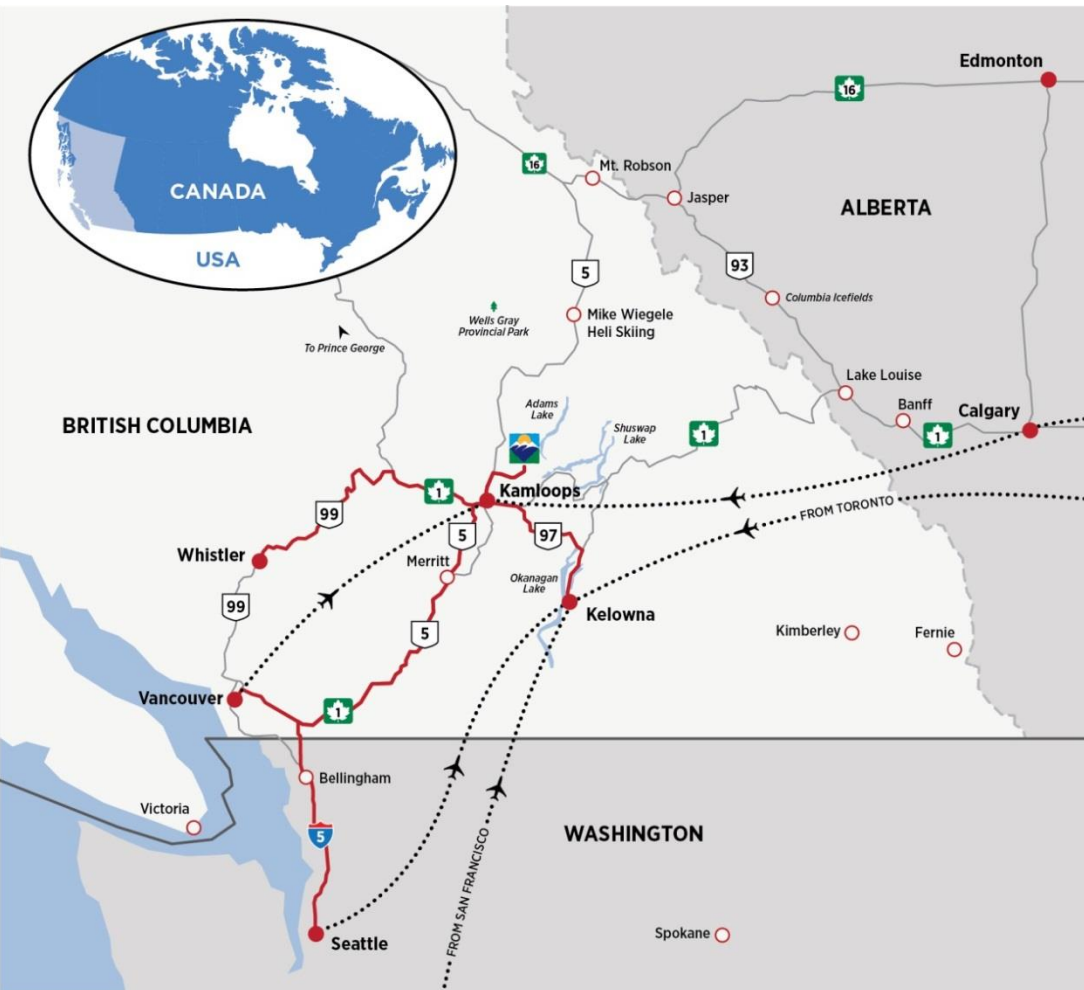 CANADA
USA
Edmonton
16
16
Mt. Robson
Jasper
ALBERTA
93
5
Columbia Icefields
Wells Gray
Provincial Park
Mike Wiegele
Heli Skiing
To Prince George
Lake Louise
Adams
Lake
Banff
Calgary
BRITISH COLUMBIA
Shuswap
Lake
1
1
1
Kamloops
FROM TORONTO
99
5
97
Whistler
Merritt
Okanagan
Lake
99
Kelowna
5
Kimberley
Fernie
Vancouver
1
Bellingham
Victoria
5
WASHINGTON
FROM SAN FRANCISCO
Seattle
Spokane